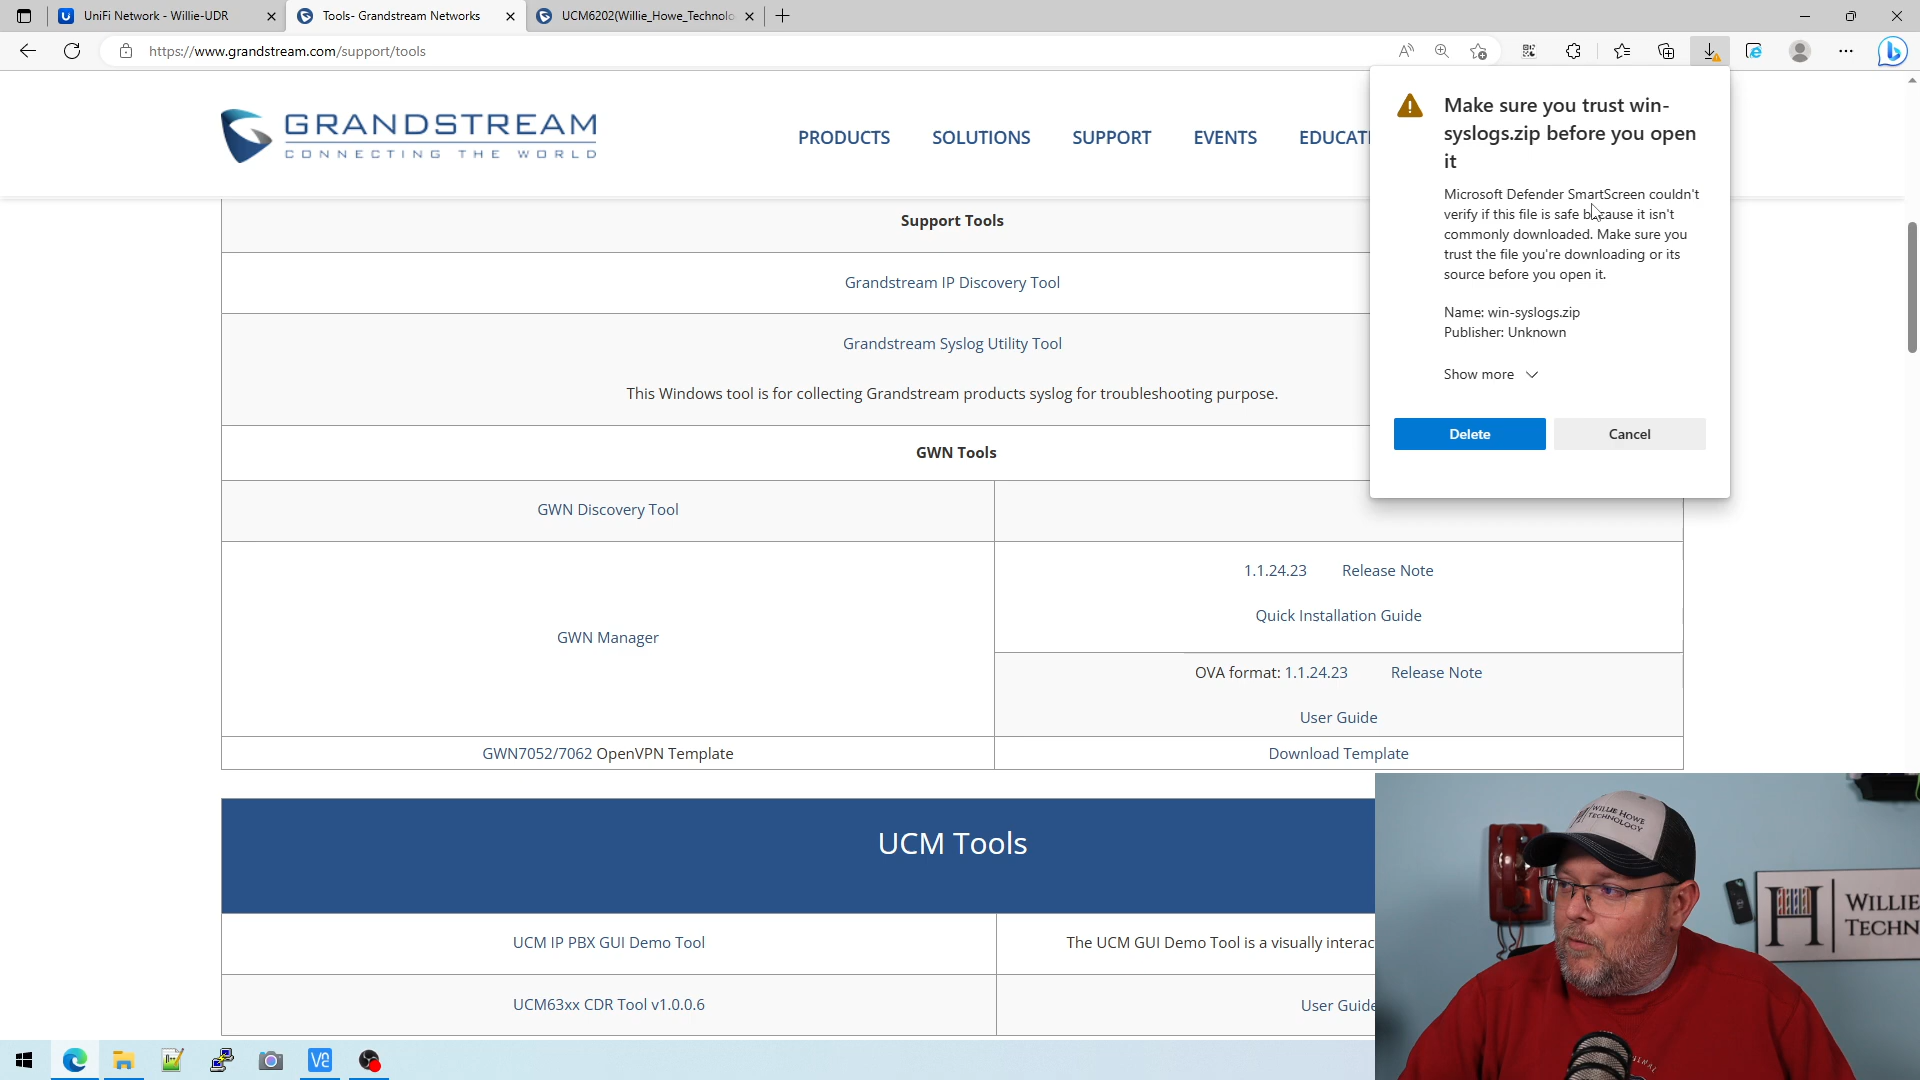 UniFi Network - Willie-UDR
Tools- Grandstream Networks
UCM6202(Willie_Howe_Technolo
https://www.grandstream.com/support/tools
GRANDSTREAM
CONNECTING THE WORLD
PRODUCTS
SOLUTIONS
SUPPORT
EVENTS
EDUCATI
Make sure you trust win-
syslogs.zip before you open
it
Microsoft Defender SmartScreen couldn't
verify if this file is safe because it isn't
commonly downloaded. Make sure you
trust the file you're downloading or its
source before you open it.
Name: win-syslogs.zip
Publisher: Unknown
Show more
Delete
Cancel
Support Tools
Grandstream IP Discovery Tool
Grandstream Syslog Utility Tool
This Windows tool is for collecting Grandstream products syslog for troubleshooting purpose.
GWN Tools
GWN Discovery Tool
GWN Manager
1.1.24.23 Release Note
Quick Installation Guide
OVA format: 1.1.24.23 Release Note
User Guide
GWN7052/7062 OpenVPN Template
Download Template
UCM Tools
UCM IP PBX GUI Demo Tool
The UCM GUI Demo Tool is a visually interac
UCM63xx CDR Tool v1.0.0.6
User Guide
WILLIE HOWE
TECHNOLOGY
WILLIE
TECHN